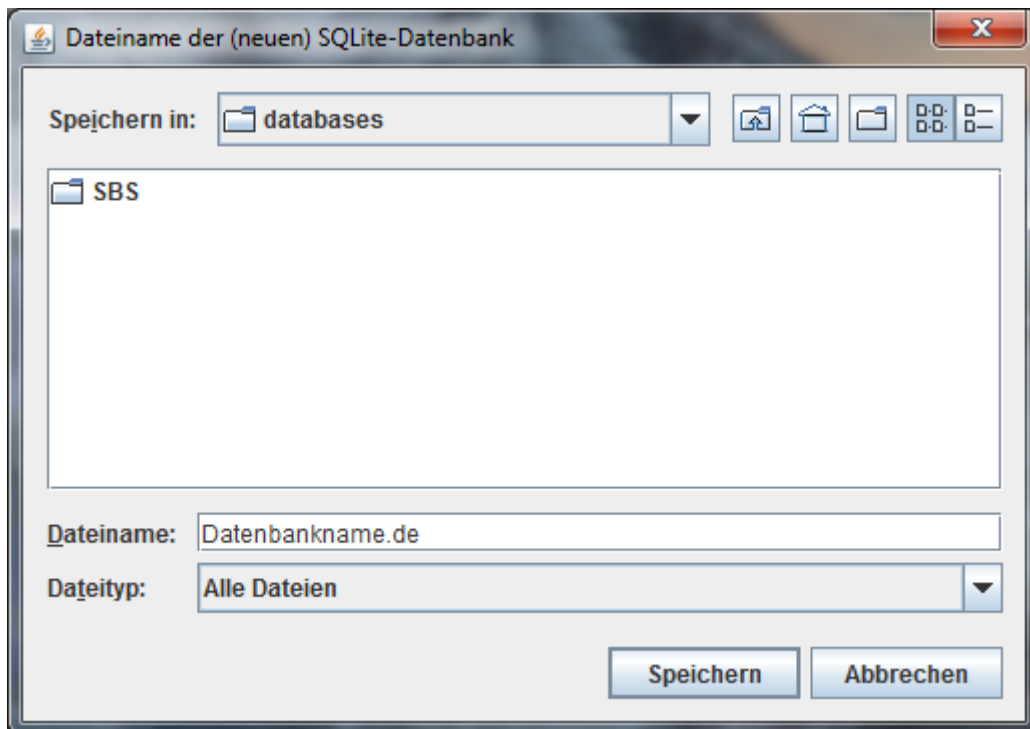 Dateiname der (neuen) SQLite-Datenbank
Speichern in: databases
SBS
Dateiname: Datenbankname.de
Dateityp: Alle Dateien
Speichern Abbrechen